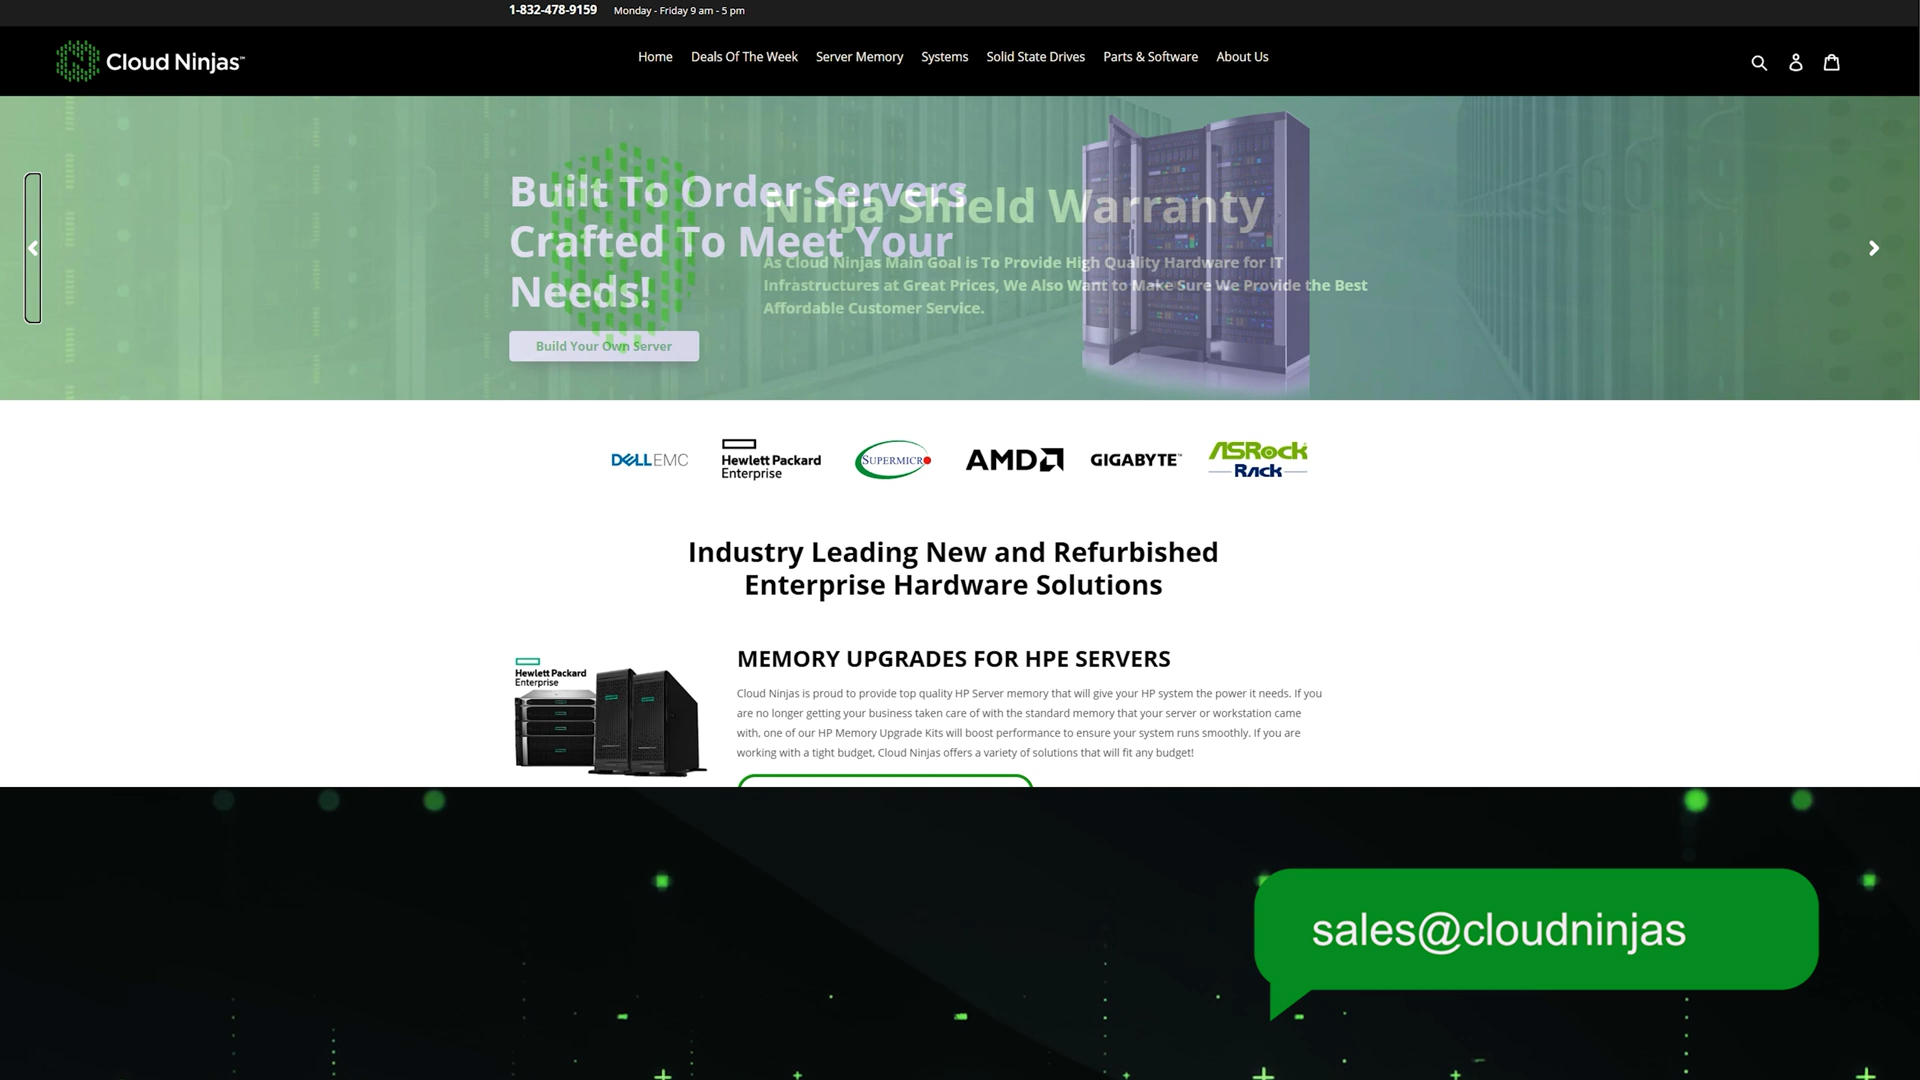 1-832-478-9159 Monday - Friday 9 am - 5 pm
Cloud Ninjas™
Home Deals Of The Week Server Memory Systems Solid State Drives Parts & Software About Us
Built To Order Servers
Crafted To Meet Your
Needs!
Build Your Own Server
Ninja Shield Warranty
As Cloud Ninjas Main Goal is To Provide High Quality Hardware for IT
Infrastructures at Great Prices, We Also Want to Make Sure We Provide the Best
Affordable Customer Service.
DELLEMC
Hewlett Packard
Enterprise
SUPERMICRO
AMD
GIGABYTE™
ASRock
Rack
Industry Leading New and Refurbished
Enterprise Hardware Solutions
Hewlett Packard
Enterprise
MEMORY UPGRADES FOR HPE SERVERS
Cloud Ninjas is proud to provide top quality HP Server memory that will give your HP system the power it needs. If you
are no longer getting your business taken care of with the standard memory that your server or workstation came
with, one of our HP Memory Upgrade Kits will boost performance to ensure your system runs smoothly. If you are
working with a tight budget, Cloud Ninjas offers a variety of solutions that will fit any budget!
sales@cloudninjas